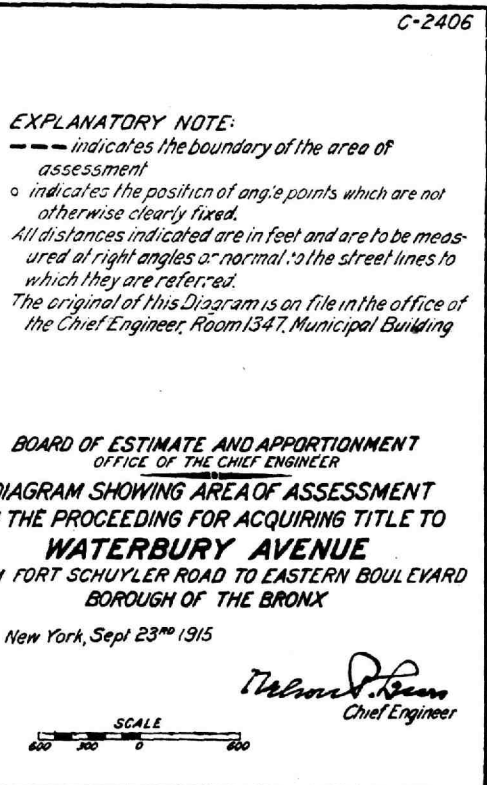 C-2406
EXPLANATORY NOTE:
indicates the boundary of the area of
assessment
o indicates the position of angle points which are not
otherwise clearly fixed.
All distances indicated are in feet and are to be meas-
ured at right angles or normal to the street lines to
which they are referred.
The original of this Diagram is on file in the office of
the Chief Engineer, Room 1347, Municipal Building
BOARD OF ESTIMATE AND APPORTIONMENT
OFFICE OF THE CHIEF ENGINEER
DIAGRAM SHOWING AREA OF ASSESSMENT
THE PROCEEDING FOR ACQUIRING TITLE TO
WATERBURY AVENUE
FORT SCHUYLER ROAD TO EASTERN BOULEVARD
BOROUGH OF THE BRONX
New York, Sept 23RD 1915
Nelson P.
Chief Engineer
SCALE
600 300 0 600